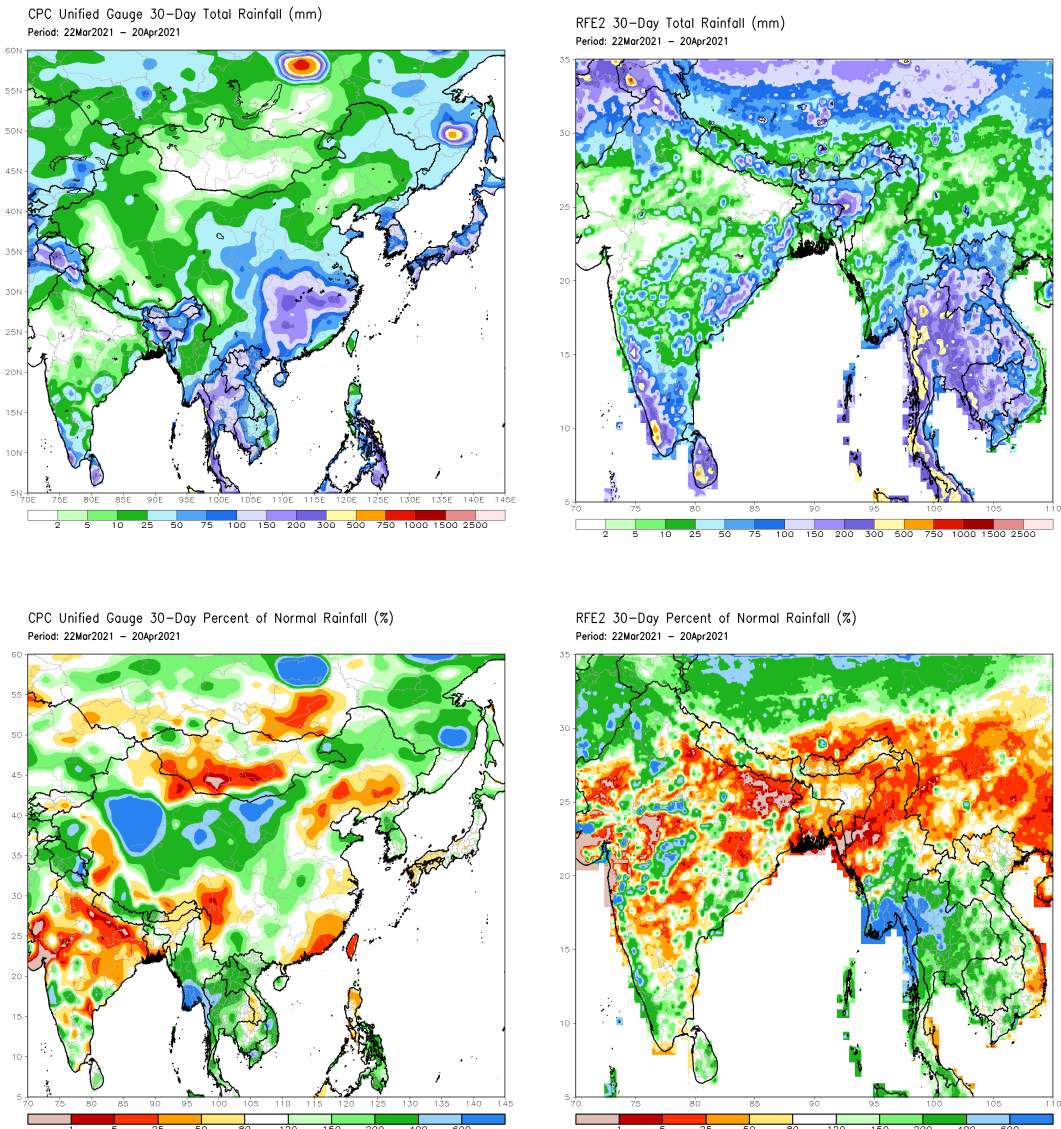 CPC Unified Gauge 30-Day Total Rainfall (mm)
Period: 22Mar2021 - 20Apr2021
60N
55N
50N
45N
40N
35N
30N
25N
20N
15N
10N
5N
70E 75E 80E 85E 90E 95E 100E 105E 110E 115E 120E 125E 130E 135E 140E 145E
2 5 10 25 50 75 100 150 200 300 500 750 1000 1500 2500
RFE2 30-Day Total Rainfall (mm)
Period: 22Mar2021 - 20Apr2021
35
30
25
20
15
10
5
70 75 80 85 90 95 100 105 110
2 5 10 25 50 75 100 150 200 300 500 750 1000 1500 2500
CPC Unified Gauge 30-Day Percent of Normal Rainfall (%)
Period: 22Mar2021 - 20Apr2021
60
55
50
45
40
35
30
25
20
15
10
5
70 75 80 85 90 95 100 105 110 115 120 125 130 135 140 145
RFE2 30-Day Percent of Normal Rainfall (%)
Period: 22Mar2021 - 20Apr2021
35
30
25
20
15
10
5
70 75 80 85 90 95 100 105 110